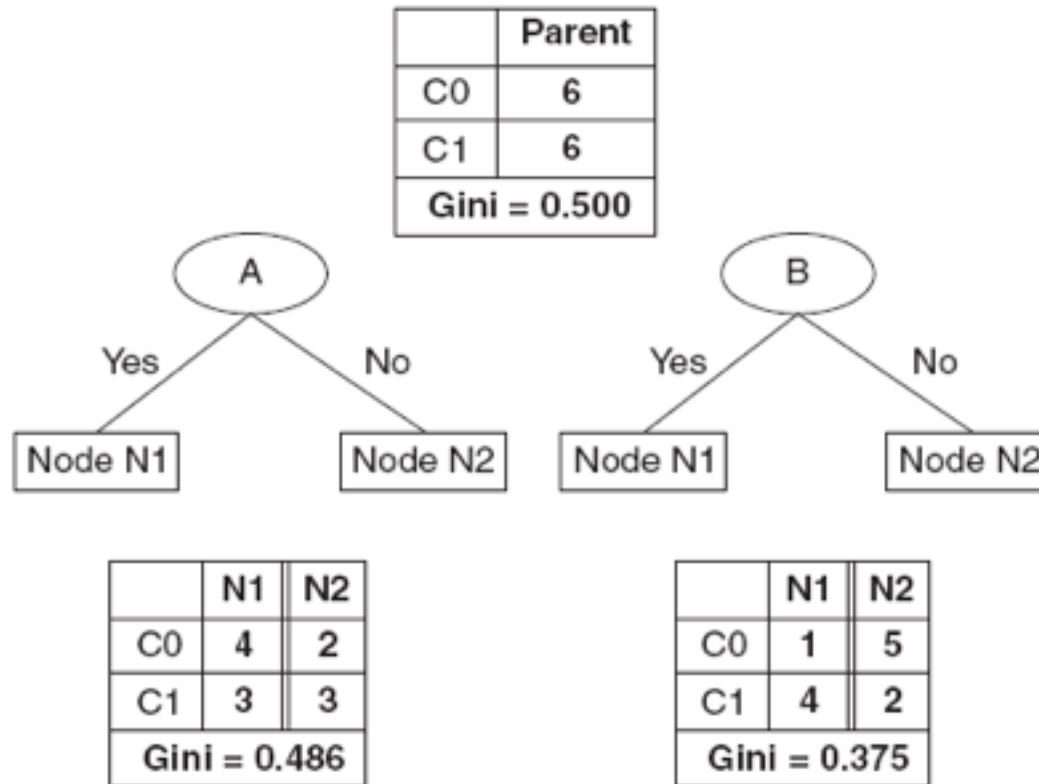 Parent
C0 6
C1 6
Gini = 0.500
A B
Yes No Yes No
Node N1 Node N2 Node N1 Node N2
N1 N2 N1 N2
C0 4 2 C0 1 5
C1 3 3 C1 4 2
Gini = 0.486 Gini = 0.375